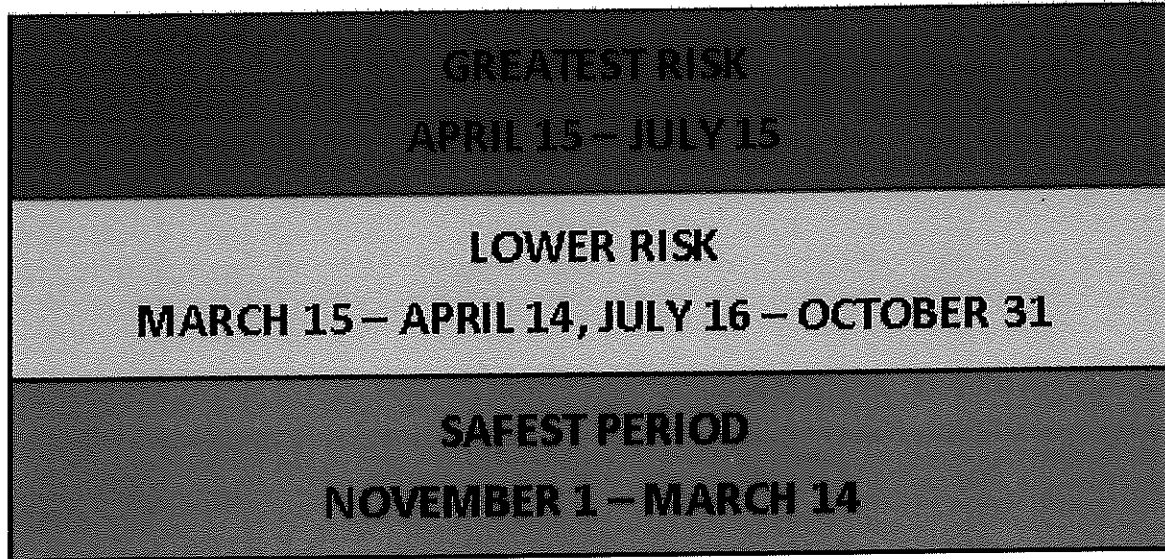 GREATEST RISK
APRIL 15 – JULY 15
LOWER RISK
MARCH 15 – APRIL 14, JULY 16 – OCTOBER 31
SAFEST PERIOD
NOVEMBER 1 – MARCH 14